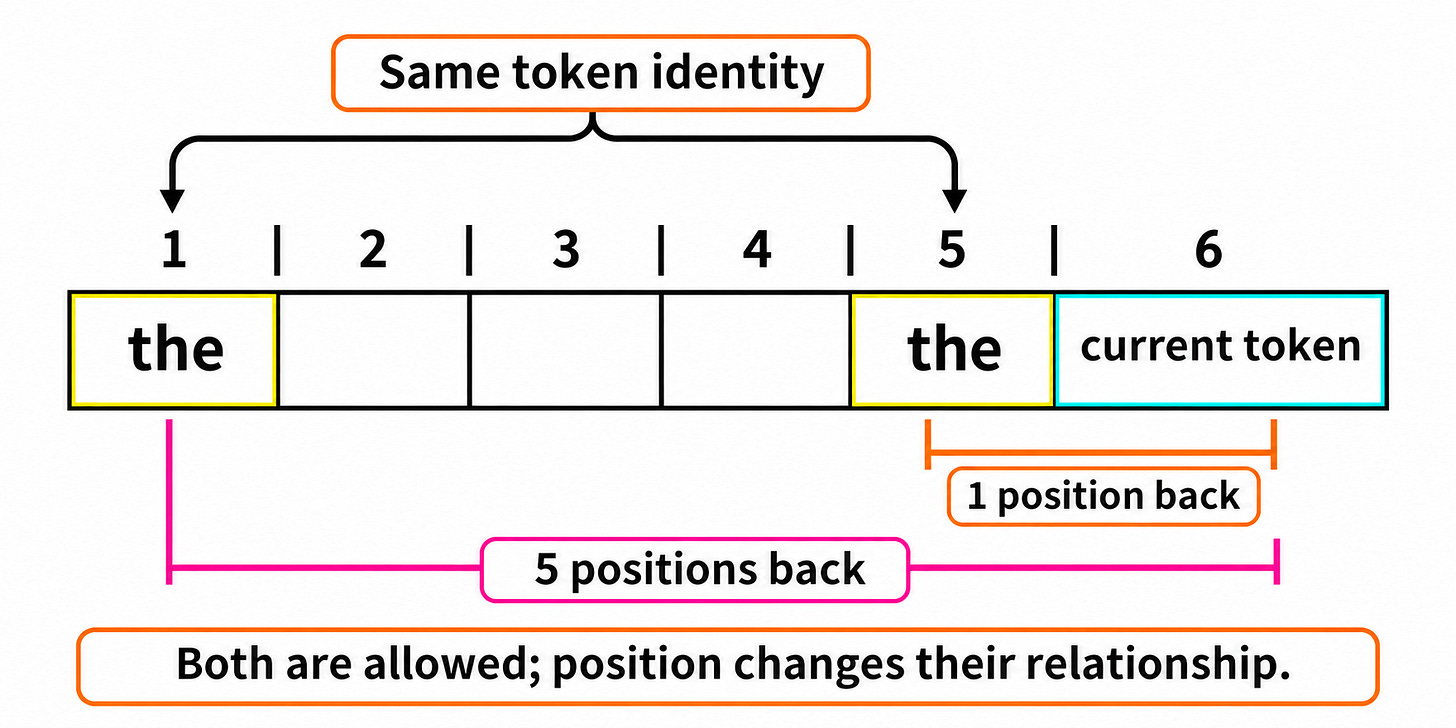 Same token identity
1 | 2 | 3 | 4 | 5 | 6
the the current token
1 position back
5 positions back
Both are allowed; position changes their relationship.